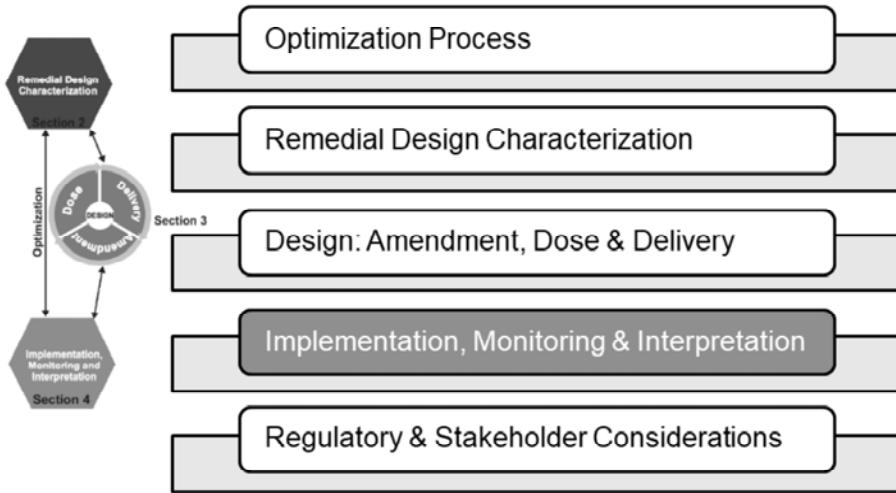 Remedial Design
Characterization
Section 2
Optimization
Dose
Delivery
DESIGN
Amendment
Section 3
Implementation,
Monitoring and
Interpretation
Section 4
Optimization Process
Remedial Design Characterization
Design: Amendment, Dose & Delivery
Implementation, Monitoring & Interpretation
Regulatory & Stakeholder Considerations